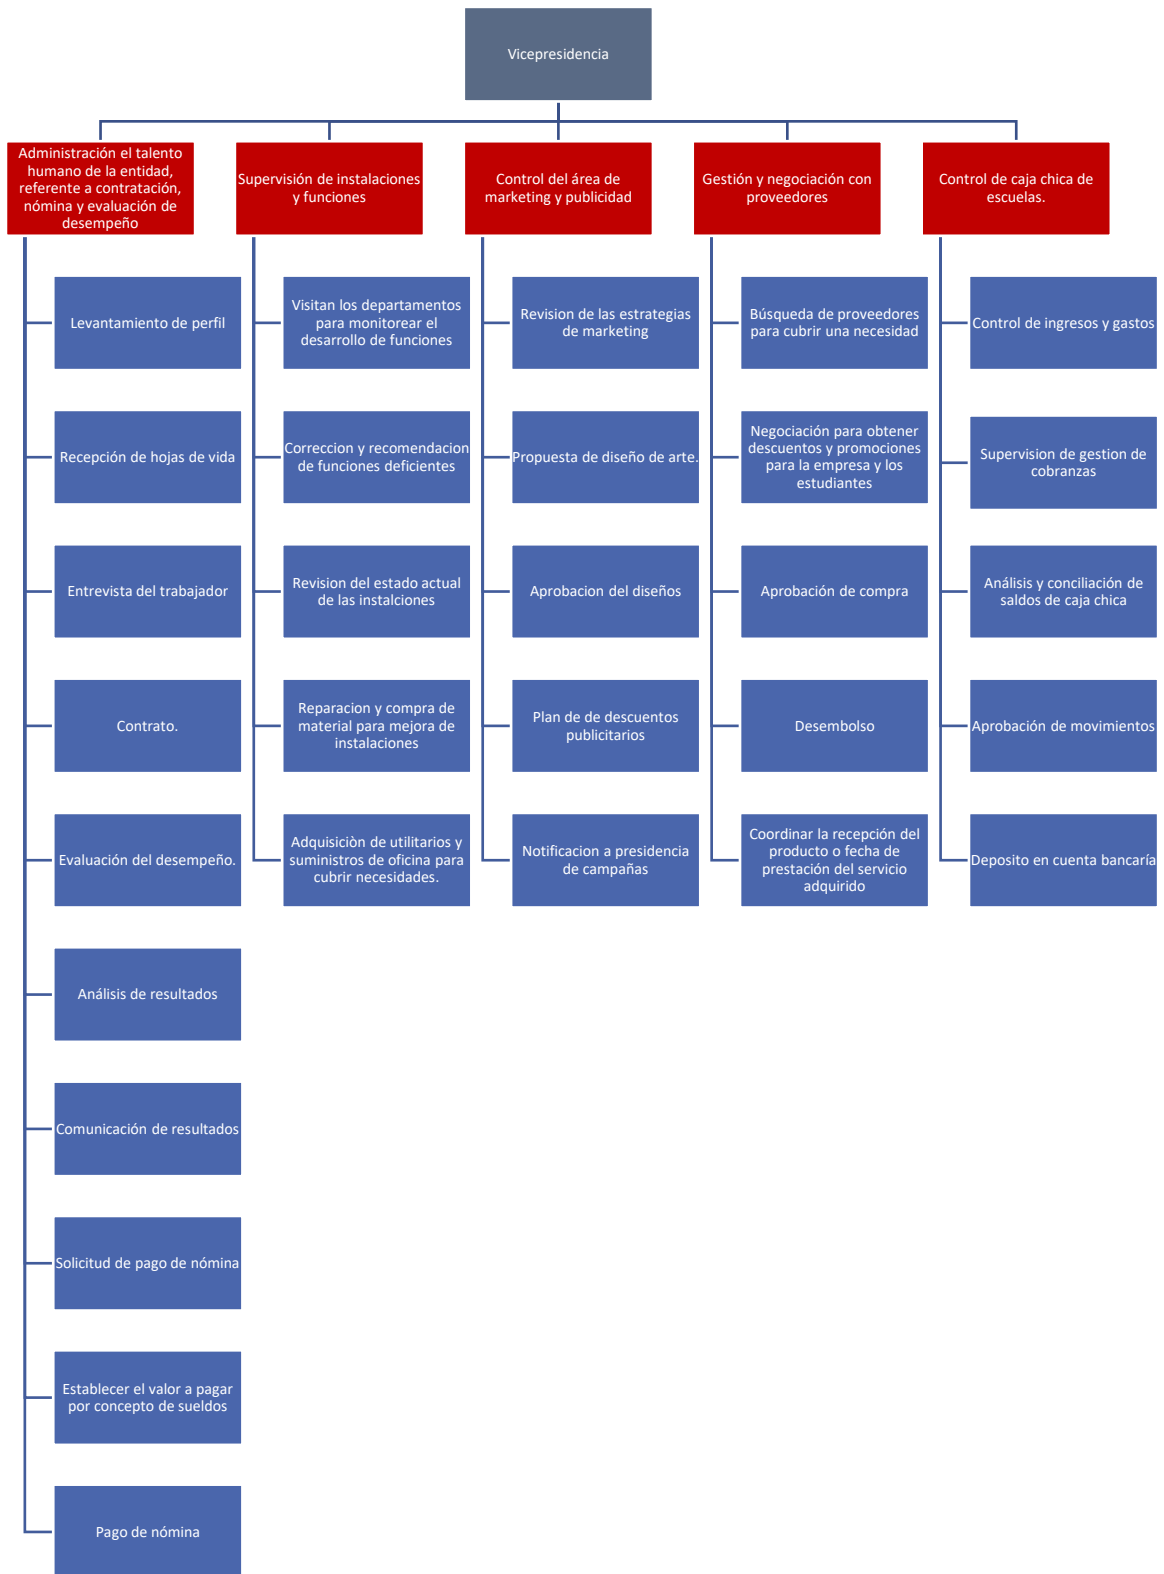 Vicepresidencia
Administración el talento
humano de la entidad,
referente a contratación,
nómina y evaluación de
desempeño
Levantamiento de perfil
Recepción de hojas de vida
Entrevista del trabajador
Contrato.
Evaluación del desempeño.
Análisis de resultados
Comunicación de resultados
Solicitud de pago de nómina
Establecer el valor a pagar
por concepto de sueldos
Pago de nómina
Supervisión de instalaciones
y funciones
Visitan los departamentos
para monitorear el
desarrollo de funciones
Correccion y recomendacion
de funciones deficientes
Revision del estado actual
de las instalciones
Reparacion y compra de
material para mejora de
instalaciones
Adquisiciòn de utilitarios y
suministros de oficina para
cubrir necesidades.
Control del área de
marketing y publicidad
Revision de las estrategias
de marketing
Propuesta de diseño de arte.
Aprobacion del diseños
Plan de de descuentos
publicitarios
Notificacion a presidencia
de campañas
Gestión y negociación con
proveedores
Búsqueda de proveedores
para cubrir una necesidad
Negociación para obtener
descuentos y promociones
para la empresa y los
estudiantes
Aprobación de compra
Desembolso
Coordinar la recepción del
producto o fecha de
prestación del servicio
adquirido
Control de caja chica de
escuelas.
Control de ingresos y gastos
Supervision de gestion de
cobranzas
Análisis y conciliación de
saldos de caja chica
Aprobación de movimientos
Deposito en cuenta bancaría